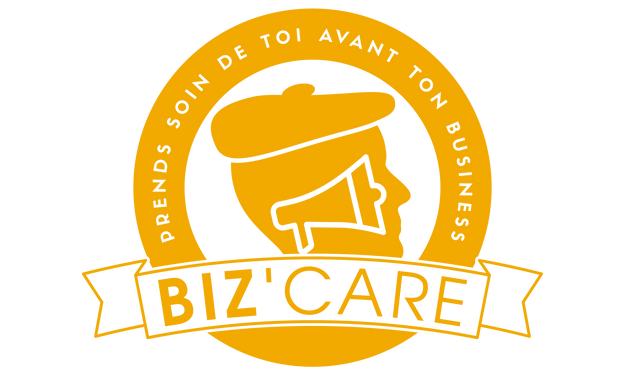 PRENDS SOIN DE TOI AVANT TON BUSINESS
BIZ'CARE